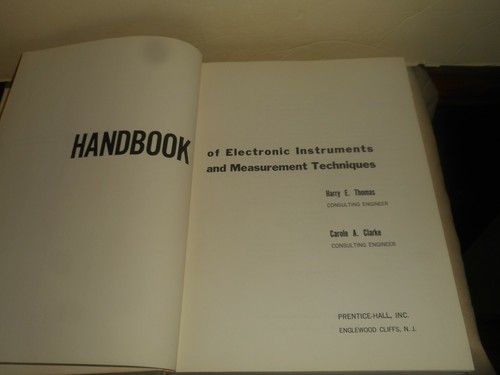 HANDBOOK
of Electronic Instruments
and Measurement Techniques
Harry E. Thomas
CONSULTING ENGINEER
Carole A. Clarke
CONSULTING ENGINEER
PRENTICE-HALL, INC.
ENGLEWOOD CLIFFS, N. J.